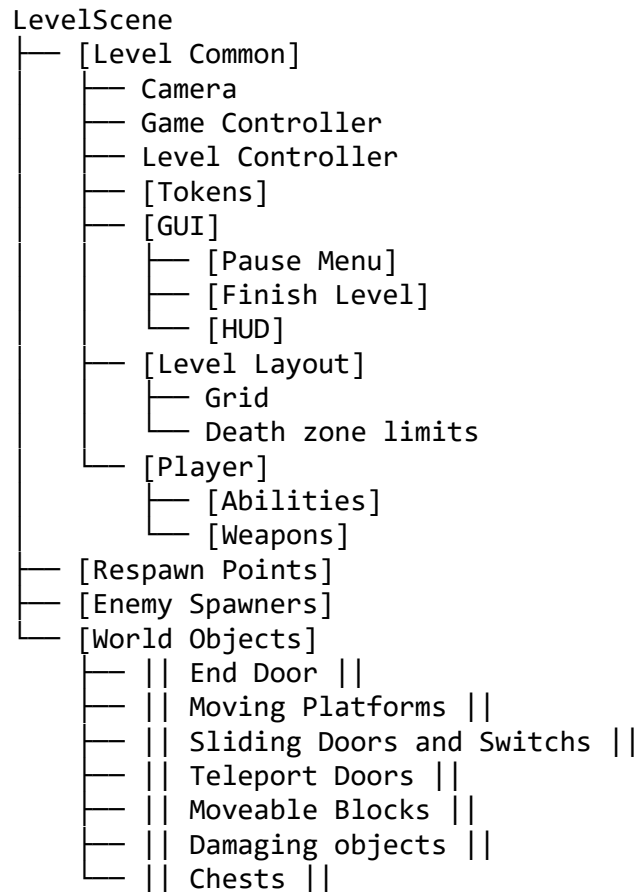 LevelScene
├── [Level Common]
│   ├── Camera
│   ├── Game Controller
│   ├── Level Controller
│   ├── [Tokens]
│   ├── [GUI]
│   │   ├── [Pause Menu]
│   │   ├── [Finish Level]
│   │   └── [HUD]
│   ├── [Level Layout]
│   │   ├── Grid
│   │   └── Death zone limits
│   └── [Player]
│       ├── [Abilities]
│       └── [Weapons]
├── [Respawn Points]
├── [Enemy Spawners]
└── [World Objects]
    ├── || End Door ||
    ├── || Moving Platforms ||
    ├── || Sliding Doors and Switchs ||
    ├── || Teleport Doors ||
    ├── || Moveable Blocks ||
    ├── || Damaging objects ||
    └── || Chests ||